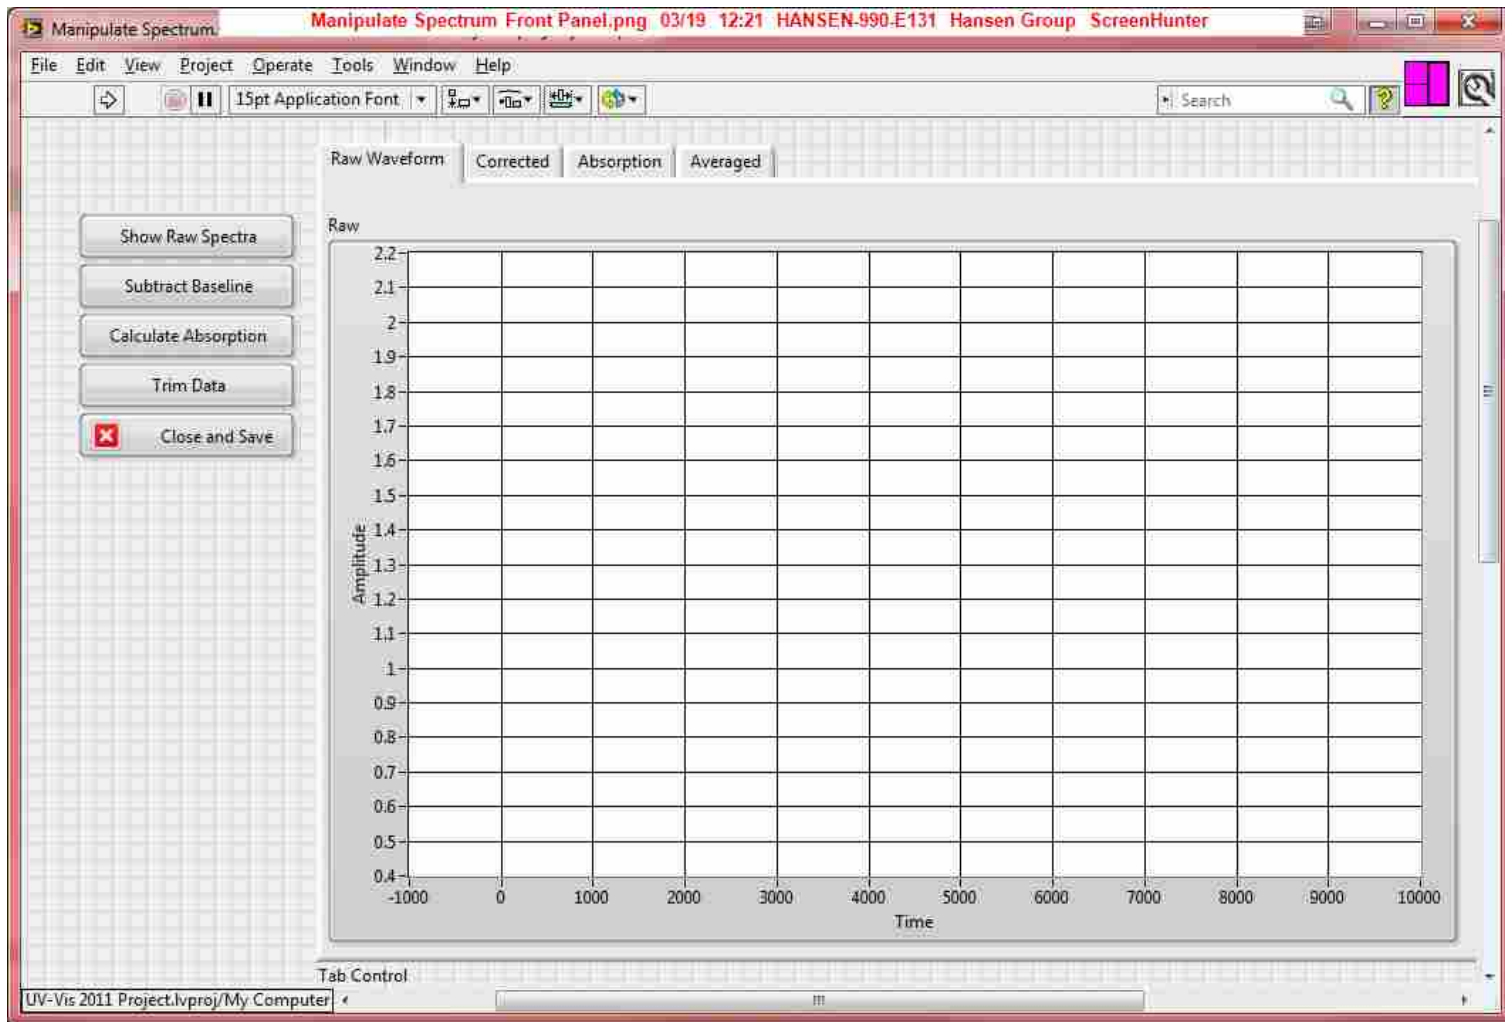 Manipulate Spectrum.
Manipulate Spectrum Front Panel.png 03/19 12:21 HANSEN-990-E131 Hansen Group ScreenHunter
File Edit View Project Operate Tools Window Help
15pt Application Font
Search
Raw Waveform Corrected Absorption Averaged
Show Raw Spectra
Subtract Baseline
Calculate Absorption
Trim Data
Close and Save
Raw
2.2
2.1
2
1.9
1.8
1.7
1.6
1.5
1.4
1.3
1.2
1.1
1
0.9
0.8
0.7
0.6
0.5
0.4
Amplitude
-1000 0 1000 2000 3000 4000 5000 6000 7000 8000 9000 10000
Time
Tab Control
UV-Vis 2011 Project.lvproj/My Computer